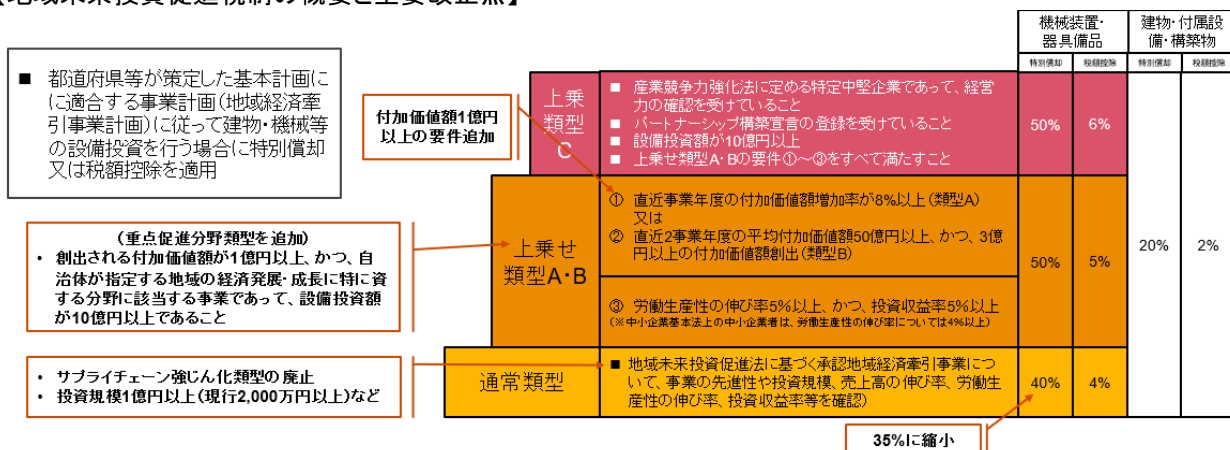 【地域未来投資促進税制の概要と主要改正点】
機械装置・
器具備品
建物・付属設
備・構築物
特別償却
税額控除
特別償却
税額控除
■ 都道府県等が策定した基本計画に
に適合する事業計画(地域経済牽
引事業計画)に従って建物・機械等
の設備投資を行う場合に特別償却
又は税額控除を適用
付加価値額1億円
以上の要件追加
上乗
類型
C
■ 産業競争力強化法に定める特定中堅企業であって、経営
力の確認を受けていること
■ パートナーシップ構築宣言の登録を受けていること
■ 設備投資額が10億円以上
■ 上乗せ類型A・Bの要件①~③をすべて満たすこと
50%
6%
(重点促進分野類型を追加)
• 創出される付加価値額が1億円以上、かつ、自
治体が指定する地域の経済発展・成長に特に資
する分野に該当する事業であって、設備投資額
が10億円以上であること
上乗せ
類型A・B
① 直近事業年度の付加価値額増加率が8%以上(類型A)
又は
② 直近2事業年度の平均付加価値額50億円以上、かつ、3億
円以上の付加価値額創出(類型B)
③ 労働生産性の伸び率5%以上、かつ、投資収益率5%以上
(※中小企業基本法上の中小企業者は、労働生産性の伸び率については4%以上)
50%
5%
20%
2%
• サプライチェーン強じん化類型の廃止
• 投資規模1億円以上(現行2,000万円以上)など
通常類型
■ 地域未来投資促進法に基づく承認地域経済牽引事業につ
いて、事業の先進性や投資規模、売上高の伸び率、労働生
産性の伸び率、投資収益率等を確認)
40%
4%
35%に縮小